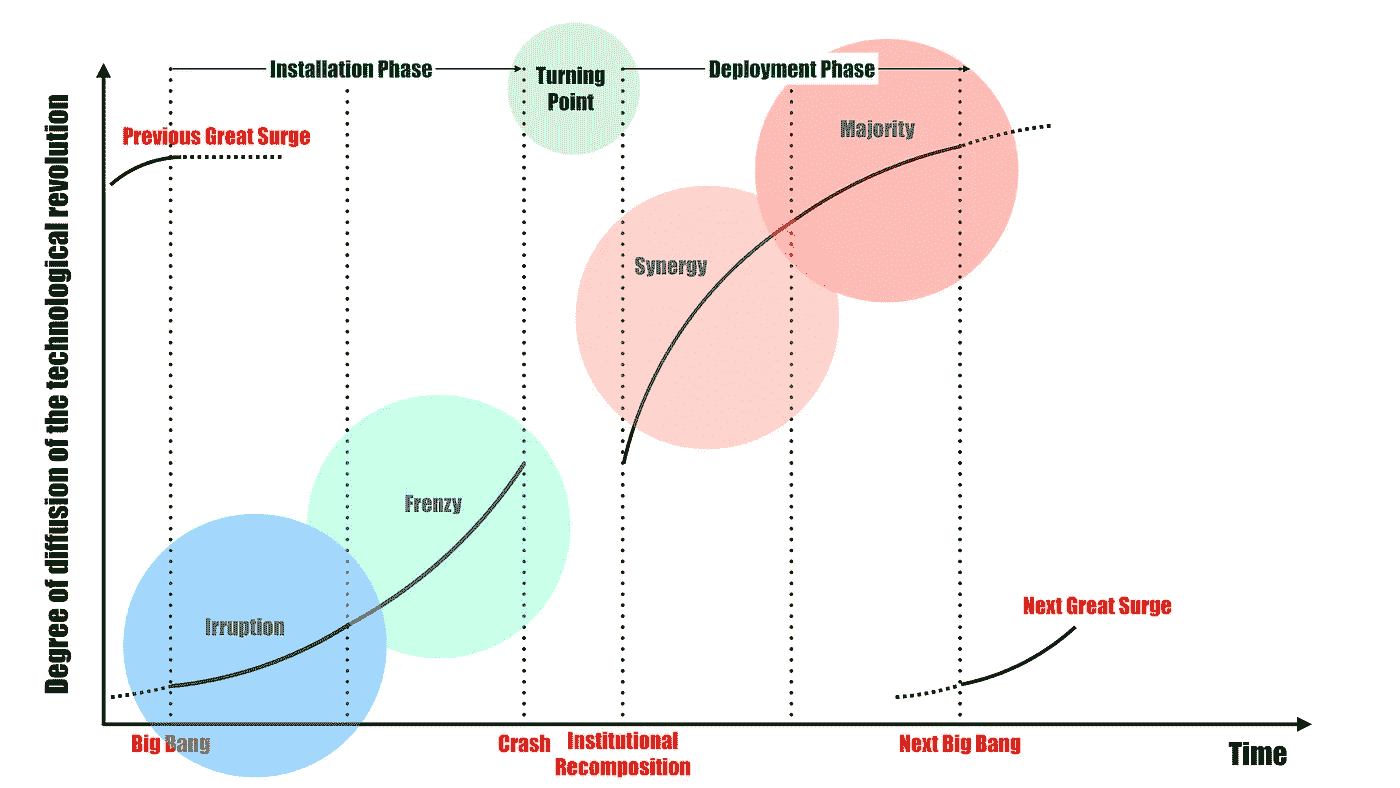 Installation Phase
Turning
Point
Deployment Phase
Previous Great Surge
Majority
Degree of diffusion of the technological revolution
Synergy
Frenzy
Irruption
Next Great Surge
Big Bang
Crash
Institutional
Recomposition
Next Big Bang
Time